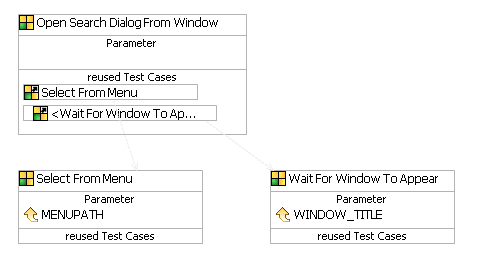 Open Search Dialog From Window
Parameter
reused Test Cases
Select From Menu
<Wait For Window To Ap...
Select From Menu
Parameter
MENUPATH
reused Test Cases
Wait For Window To Appear
Parameter
WINDOW_TITLE
reused Test Cases